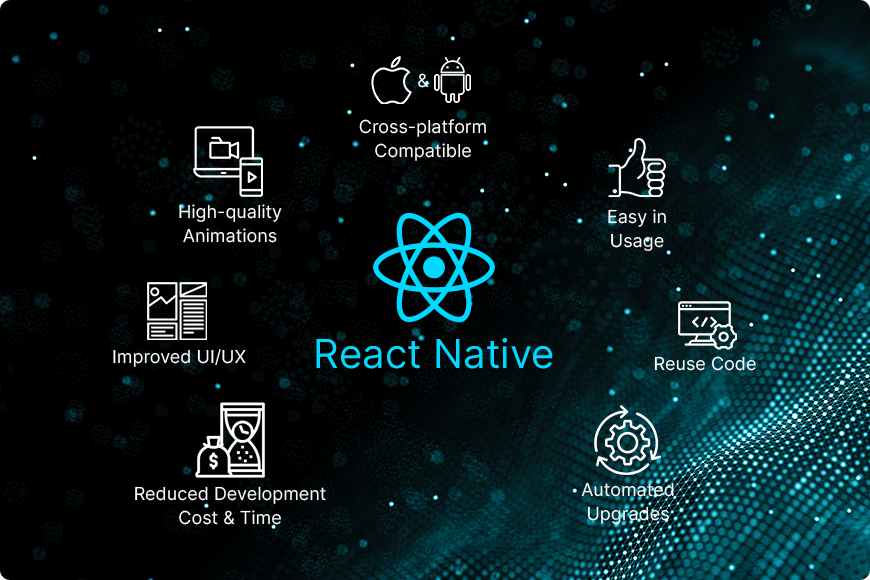 &
Cross-platform
Compatible
High-quality
Animations
Easy in
Usage
React Native
Improved UI/UX
Reuse Code
Reduced Development
Cost & Time
Automated
Upgrades